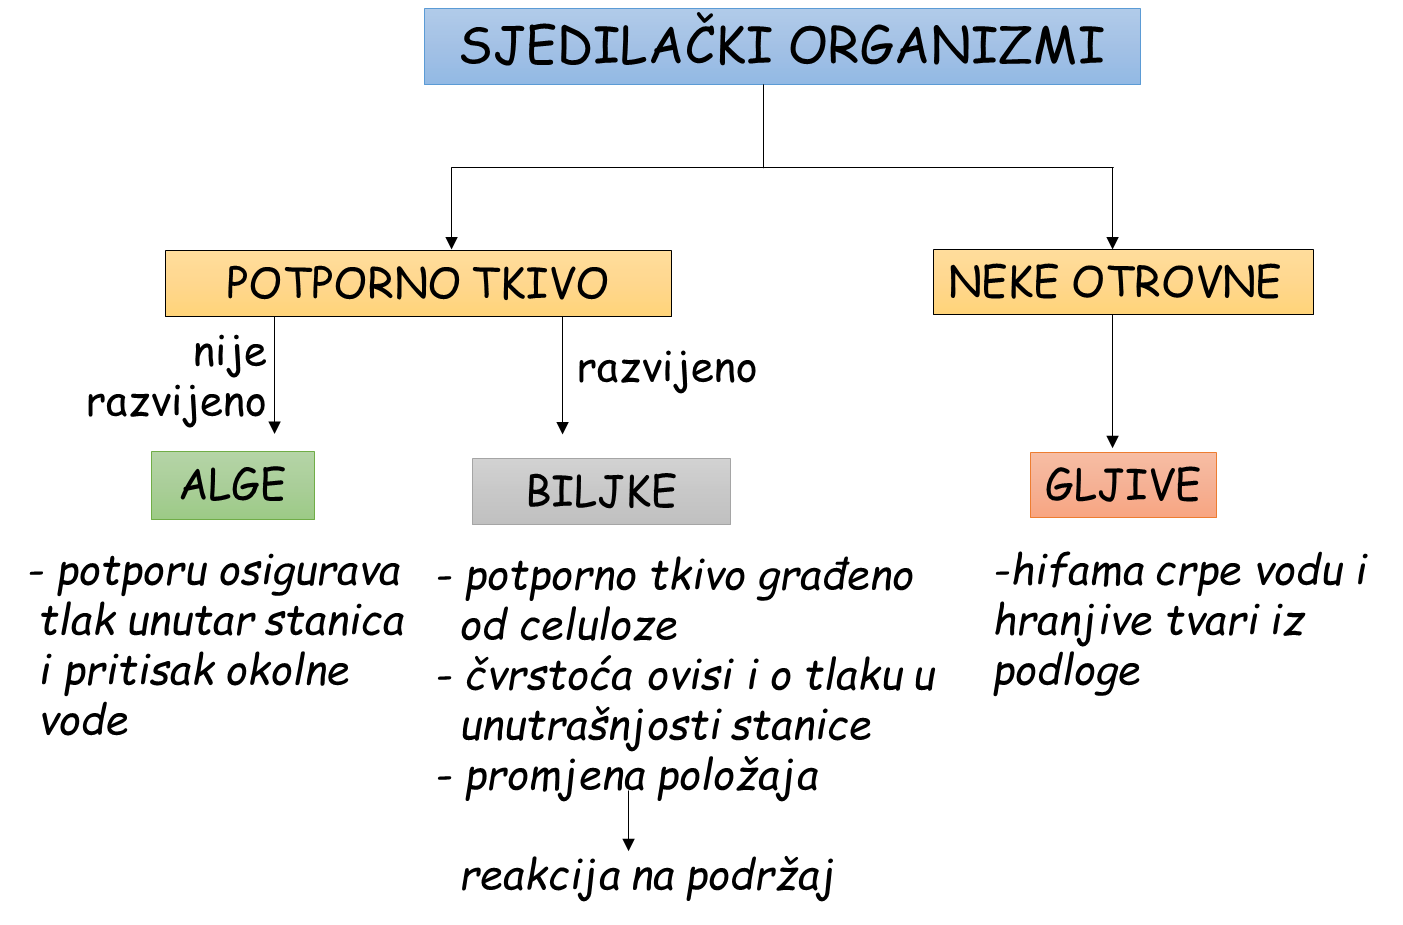 SJEDILAČKI ORGANIZMI
POTPORNO TKIVO
NEKE OTROVNE
nije
razvijeno
razvijeno
ALGE
BILJKE
GLJIVE
- potporu osigurava
tlak unutar stanica
i pritisak okolne
vode
- potporno tkivo građeno
od celuloze
- čvrstoća ovisi i o tlaku u
unutrašnjosti stanice
- promjena položaja
reakcija na podržaj
-hifama crpe vodu i
hranjive tvari iz
podloge